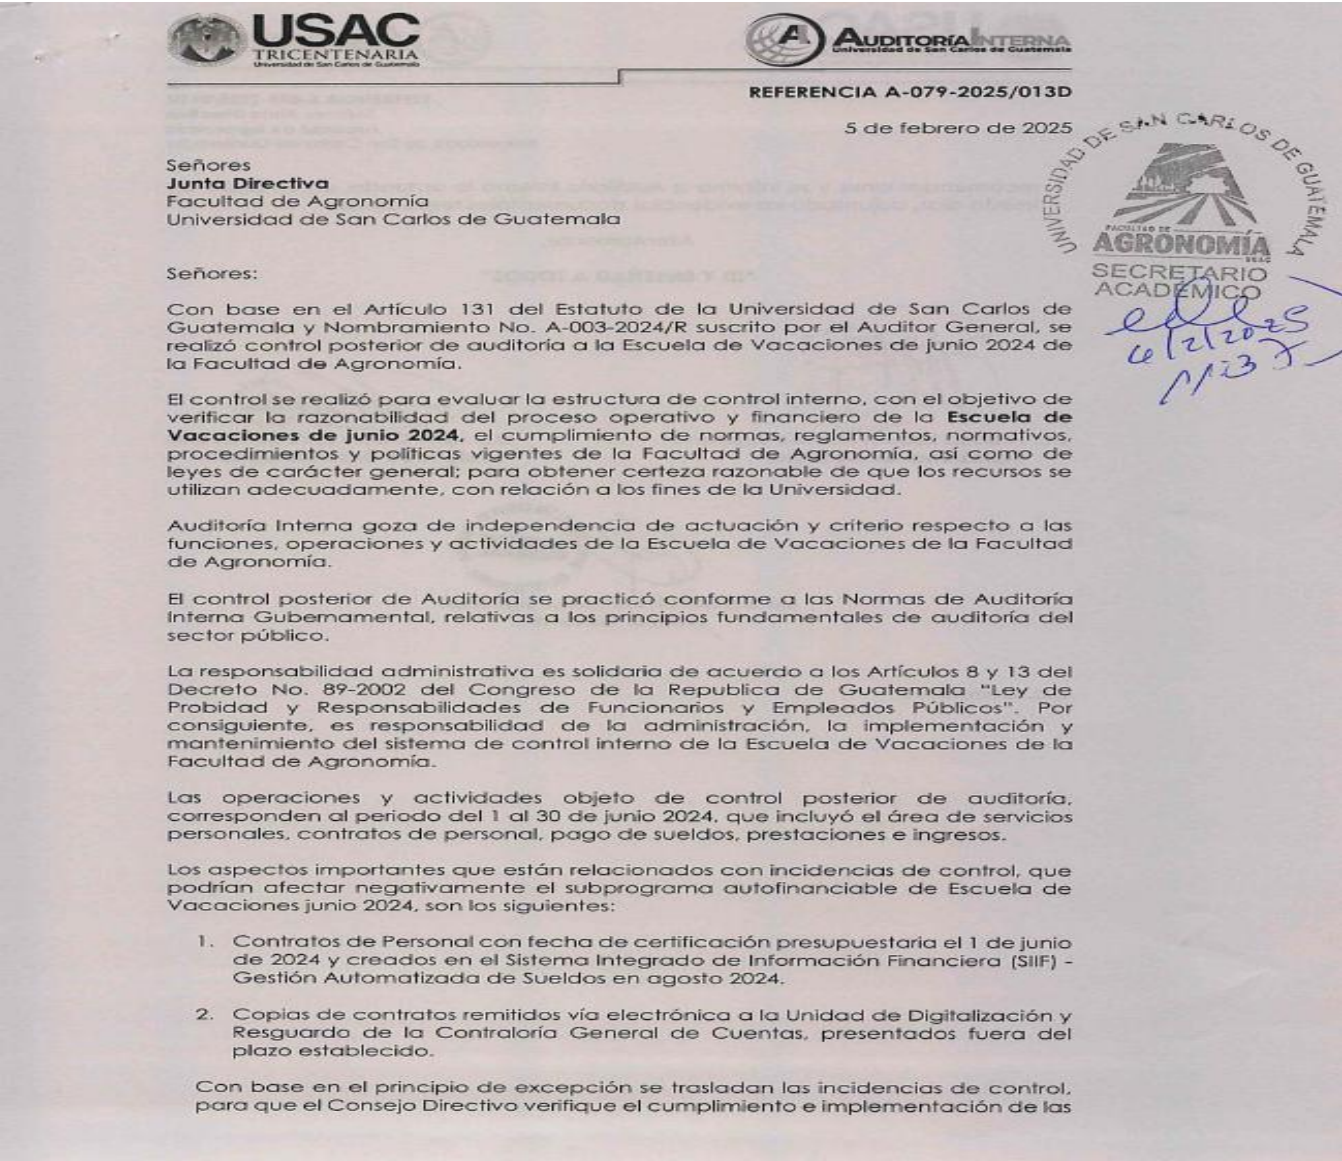 USAC
TRICENTENARIA
Universidad de San Carlos de Guatemala
AUDITORÍA INTERNA
Universidad de San Carlos de Guatemala
REFERENCIA A-079-2025/013D
5 de febrero de 2025
UNIVERSIDAD DE SAN CARLOS DE GUATEMALA
FACULTAD DE
AGRONOMÍA
USAC
SECRETARIO
ACADÉMICO
6/2/2025
11:37
Señores
Junta Directiva
Facultad de Agronomía
Universidad de San Carlos de Guatemala
Señores:
Con base en el Artículo 131 del Estatuto de la Universidad de San Carlos de
Guatemala y Nombramiento No. A-003-2024/R suscrito por el Auditor General, se
realizó control posterior de auditoría a la Escuela de Vacaciones de junio 2024 de
la Facultad de Agronomía.
El control se realizó para evaluar la estructura de control interno, con el objetivo de
verificar la razonabilidad del proceso operativo y financiero de la Escuela de
Vacaciones de junio 2024, el cumplimiento de normas, reglamentos, normativos,
procedimientos y políticas vigentes de la Facultad de Agronomía, así como de
leyes de carácter general; para obtener certeza razonable de que los recursos se
utilizan adecuadamente, con relación a los fines de la Universidad.
Auditoría Interna goza de independencia de actuación y criterio respecto a las
funciones, operaciones y actividades de la Escuela de Vacaciones de la Facultad
de Agronomía.
El control posterior de Auditoría se practicó conforme a las Normas de Auditoría
Interna Gubernamental, relativas a los principios fundamentales de auditoría del
sector público.
La responsabilidad administrativa es solidaria de acuerdo a los Artículos 8 y 13 del
Decreto No. 89-2002 del Congreso de la Republica de Guatemala "Ley de
Probidad y Responsabilidades de Funcionarios y Empleados Públicos". Por
consiguiente, es responsabilidad de la administración, la implementación y
mantenimiento del sistema de control interno de la Escuela de Vacaciones de la
Facultad de Agronomía.
Las operaciones y actividades objeto de control posterior de auditoría,
corresponden al periodo del 1 al 30 de junio 2024, que incluyó el área de servicios
personales, contratos de personal, pago de sueldos, prestaciones e ingresos.
Los aspectos importantes que están relacionados con incidencias de control, que
podrían afectar negativamente el subprograma autofinanciable de Escuela de
Vacaciones junio 2024, son los siguientes:
1. Contratos de Personal con fecha de certificación presupuestaria el 1 de junio
de 2024 y creados en el Sistema Integrado de Información Financiera (SIIF) -
Gestión Automatizada de Sueldos en agosto 2024.
2. Copias de contratos remitidos vía electrónica a la Unidad de Digitalización y
Resguardo de la Contraloría General de Cuentas, presentados fuera del
plazo establecido.
Con base en el principio de excepción se trasladan las incidencias de control,
para que el Consejo Directivo verifique el cumplimiento e implementación de las